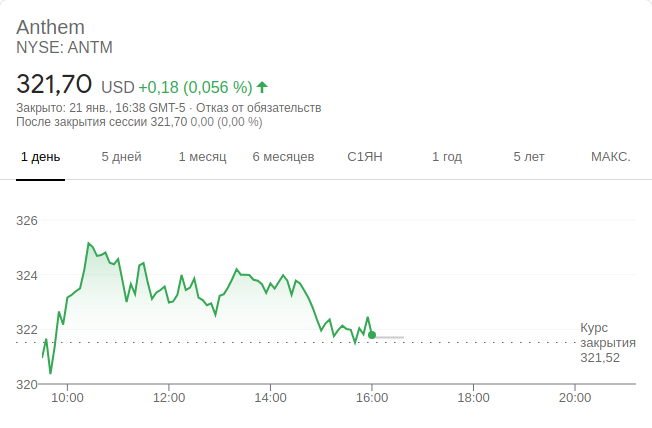 Anthem
NYSE: ANTM
321,70 USD +0,18 (0,056 %)
Закрыто: 21 янв., 16:38 GMT-5 · Отказ от обязательств
После закрытия сессии 321,70 0,00 (0,00 %)
1 день 5 дней 1 месяц 6 месяцев С1ЯН 1 год 5 лет МАКС.
326
324
322
320
Курс
закрытия
321,52
10:00 12:00 14:00 16:00 18:00 20:00